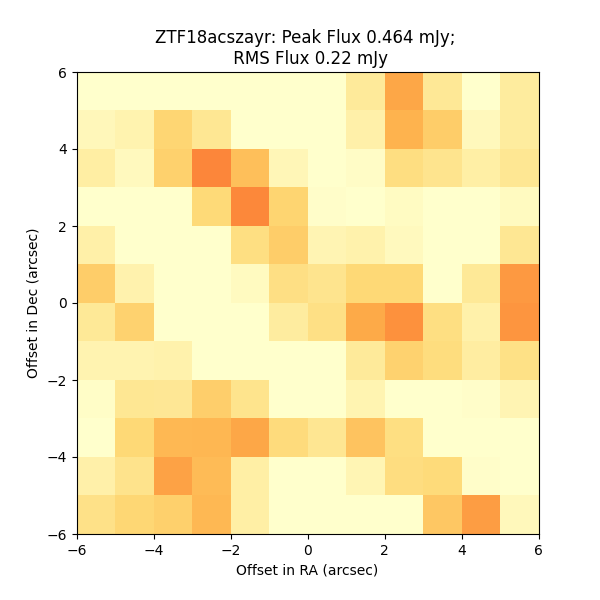 ZTF18acszayr: Peak Flux 0.464 mJy;
RMS Flux 0.22 mJy
6
4
2
0
−2
−4
−6
Offset in Dec (arcsec)
−6 −4 −2 0 2 4 6
Offset in RA (arcsec)